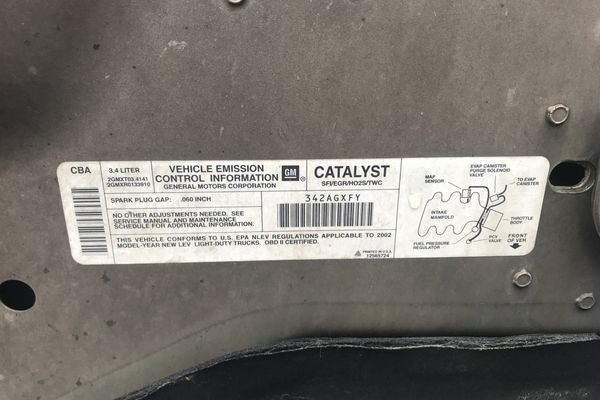 CBA
3.4 LITER
2GMXT03.4141
2GMXR0133910
VEHICLE EMISSION
CONTROL INFORMATION
GENERAL MOTORS CORPORATION
GM
CATALYST
SFI/EGR/HO2S/TWC
SPARK PLUG GAP: .060 INCH
342AGXFY
NO OTHER ADJUSTMENTS NEEDED. SEE
SERVICE MANUAL AND MAINTENANCE
SCHEDULE FOR ADDITIONAL INFORMATION.
THIS VEHICLE CONFORMS TO U.S. EPA NLEV REGULATIONS APPLICABLE TO 2002
MODEL-YEAR NEW LEV LIGHT-DUTY TRUCKS. OBD II CERTIFIED.
PRINTED IN U.S.A.
12565724
EVAP CANISTER
PURGE SOLENOID
VALVE
MAP
SENSOR
TO EVAP
CANISTER
INTAKE
MANIFOLD
THROTTLE
BODY
FUEL PRESSURE
REGULATOR
PCV
VALVE
FRONT
OF VEH